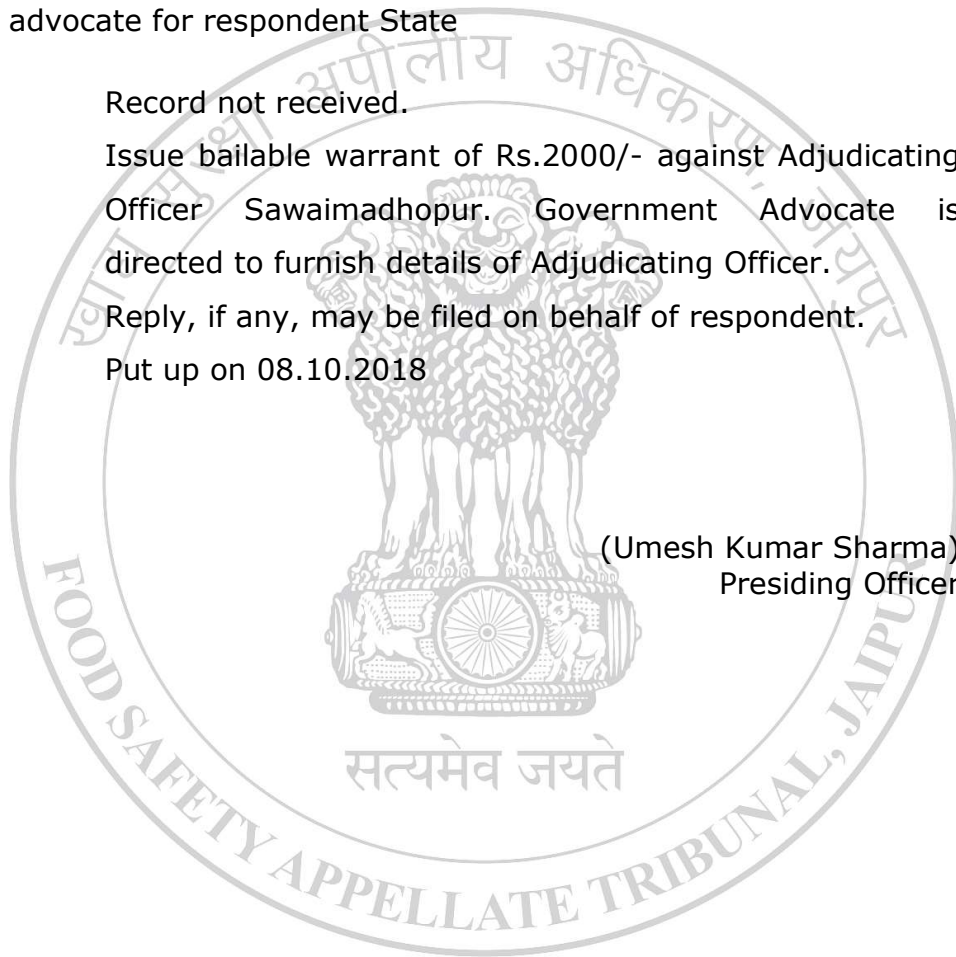 advocate for respondent State
Record not received.
Issue bailable warrant of Rs.2000/- against Adjudicating
Officer Sawaimadhopur. Government Advocate is
directed to furnish details of Adjudicating Officer.
Reply, if any, may be filed on behalf of respondent.
Put up on 08.10.2018
(Umesh Kumar Sharma)
Presiding Officer
खाद्य सुरक्षा अपीलीय अधिकरण, जयपुर
सत्यमेव जयते
FOOD SAFETY APPELLATE TRIBUNAL, JAIPUR